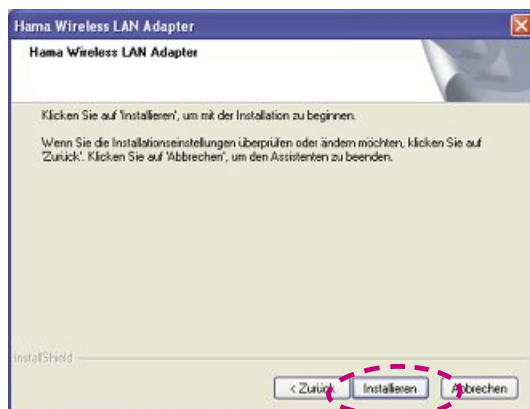 Hama Wireless LAN Adapter
Hama Wireless LAN Adapter
Klicken Sie auf 'Installieren', um mit der Installation zu beginnen.
Wenn Sie die Installationseinstellungen überprüfen oder ändern möchten, klicken Sie auf
'Zurück'. Klicken Sie auf 'Abbrechen', um den Assistenten zu beenden.
InstallShield
< Zurück Installieren Abbrechen